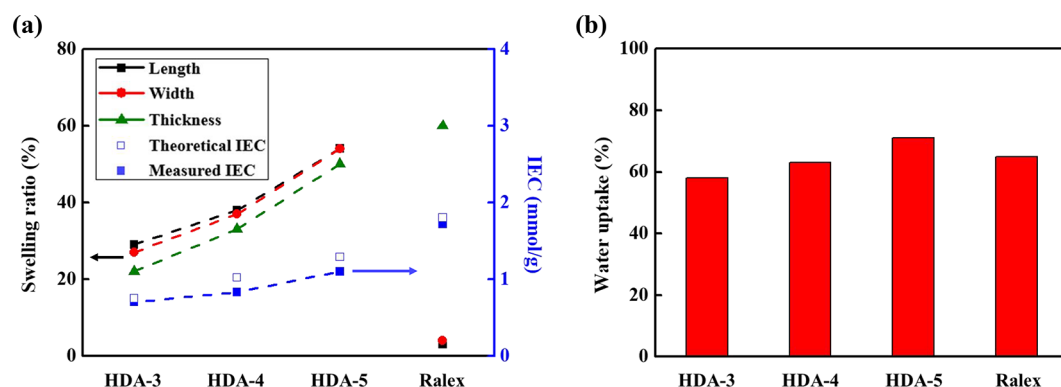 (a)
80
60
40
20
0
Swelling ratio (%)
Length
Width
Thickness
Theoretical IEC
Measured IEC
4
3
2
1
0
IEC (mmol/g)
HDA-3 HDA-4 HDA-5 Ralex
(b)
100
80
60
40
20
0
Water uptake (%)
HDA-3 HDA-4 HDA-5 Ralex